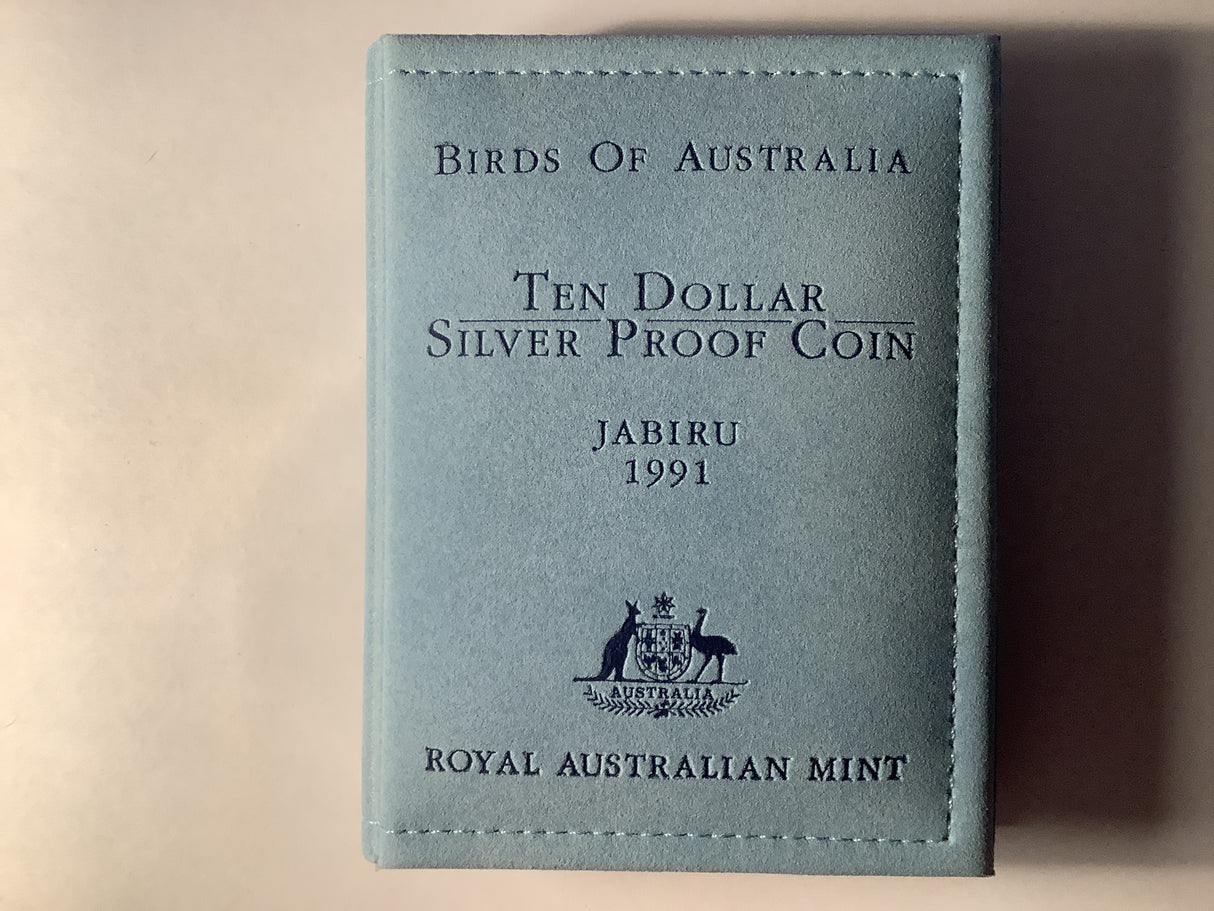 BIRDS OF AUSTRALIA
TEN DOLLAR
SILVER PROOF COIN
JABIRU
1991
AUSTRALIA
ROYAL AUSTRALIAN MINT